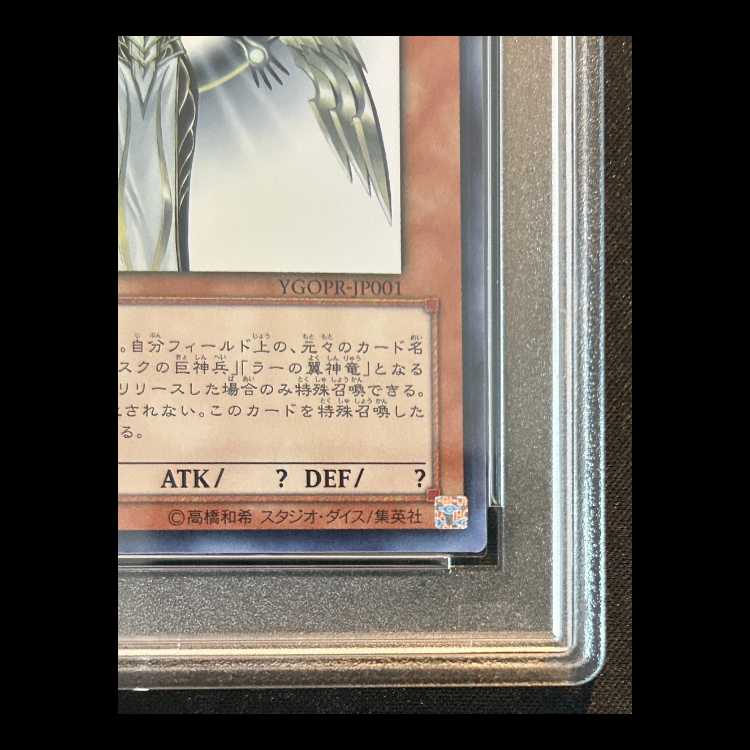 YGOPR-JP001
。自分フィールド上の、元々のカード名
スクの巨神兵」「ラーの翼神竜」となる
リリースした場合のみ特殊召喚できる。
とされない。このカードを特殊召喚した
る。
ATK/ ? DEF/ ?
©高橋和希 スタジオ・ダイス/集英社